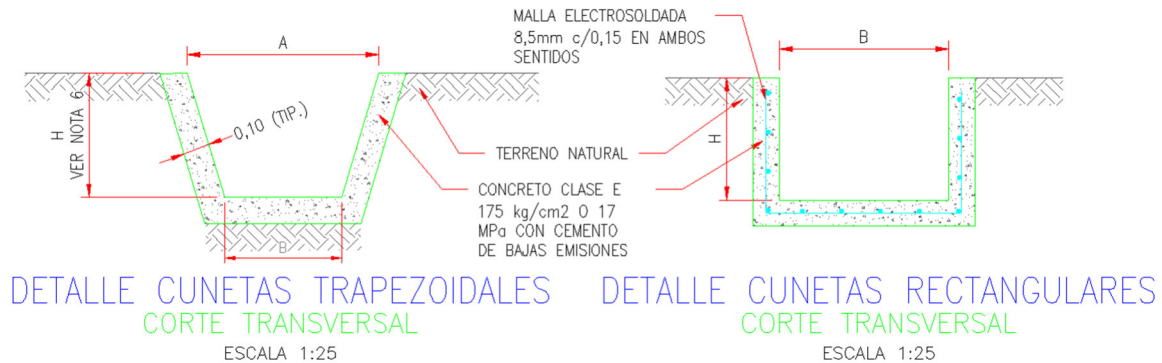 MALLA ELECTROSOLDADA
8,5mm c/0,15 EN AMBOS
SENTIDOS
A
B
H
VER NOTA 6
0,10 (TIP.)
H
TERRENO NATURAL
CONCRETO CLASE E
175 kg/cm2 O 17
MPa CON CEMENTO
DE BAJAS EMISIONES
B
DETALLE CUNETAS TRAPEZOIDALES
CORTE TRANSVERSAL
ESCALA 1:25
DETALLE CUNETAS RECTANGULARES
CORTE TRANSVERSAL
ESCALA 1:25